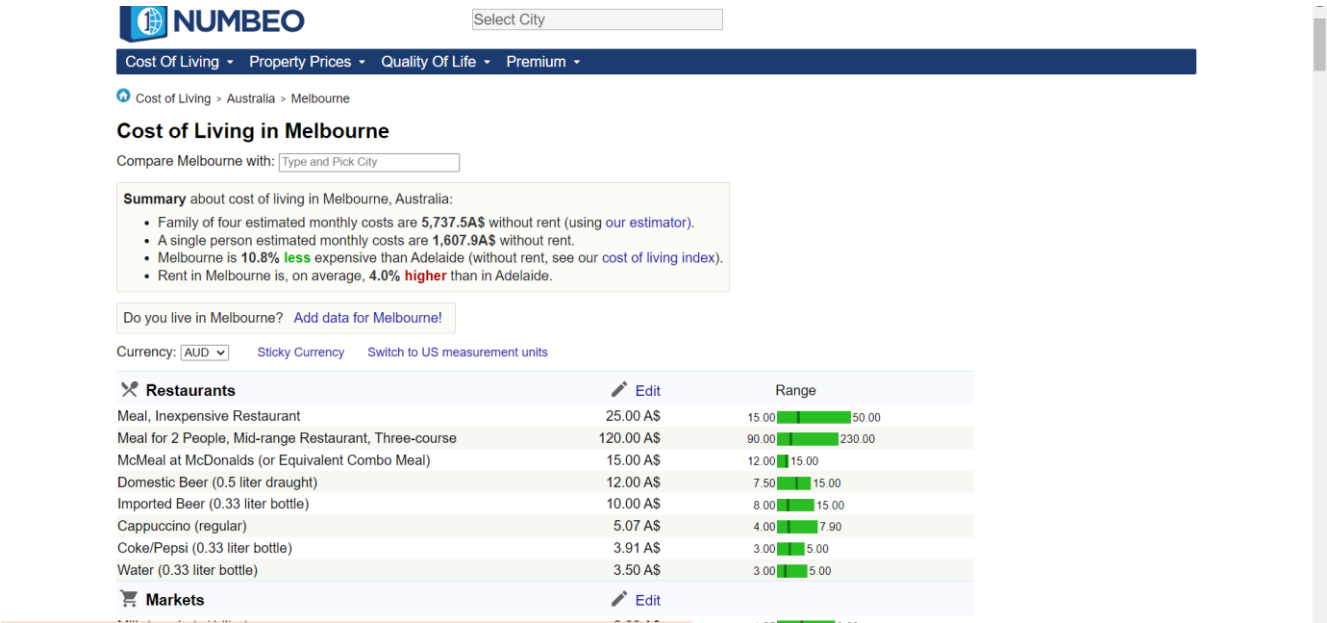 NUMBEO
Select City
Cost Of Living Property Prices Quality Of Life Premium
Cost of Living > Australia > Melbourne
Cost of Living in Melbourne
Compare Melbourne with: Type and Pick City
Summary about cost of living in Melbourne, Australia:
• Family of four estimated monthly costs are 5,737.5A$ without rent (using our estimator).
• A single person estimated monthly costs are 1,607.9A$ without rent.
• Melbourne is 10.8% less expensive than Adelaide (without rent, see our cost of living index).
• Rent in Melbourne is, on average, 4.0% higher than in Adelaide.
Do you live in Melbourne? Add data for Melbourne!
Currency: AUD Sticky Currency Switch to US measurement units
Restaurants Edit Range
Meal, Inexpensive Restaurant 25.00 A$ 15.00 50.00
Meal for 2 People, Mid-range Restaurant, Three-course 120.00 A$ 90.00 230.00
McMeal at McDonalds (or Equivalent Combo Meal) 15.00 A$ 12.00 15.00
Domestic Beer (0.5 liter draught) 12.00 A$ 7.50 15.00
Imported Beer (0.33 liter bottle) 10.00 A$ 8.00 15.00
Cappuccino (regular) 5.07 A$ 4.00 7.90
Coke/Pepsi (0.33 liter bottle) 3.91 A$ 3.00 5.00
Water (0.33 liter bottle) 3.50 A$ 3.00 5.00
Markets Edit